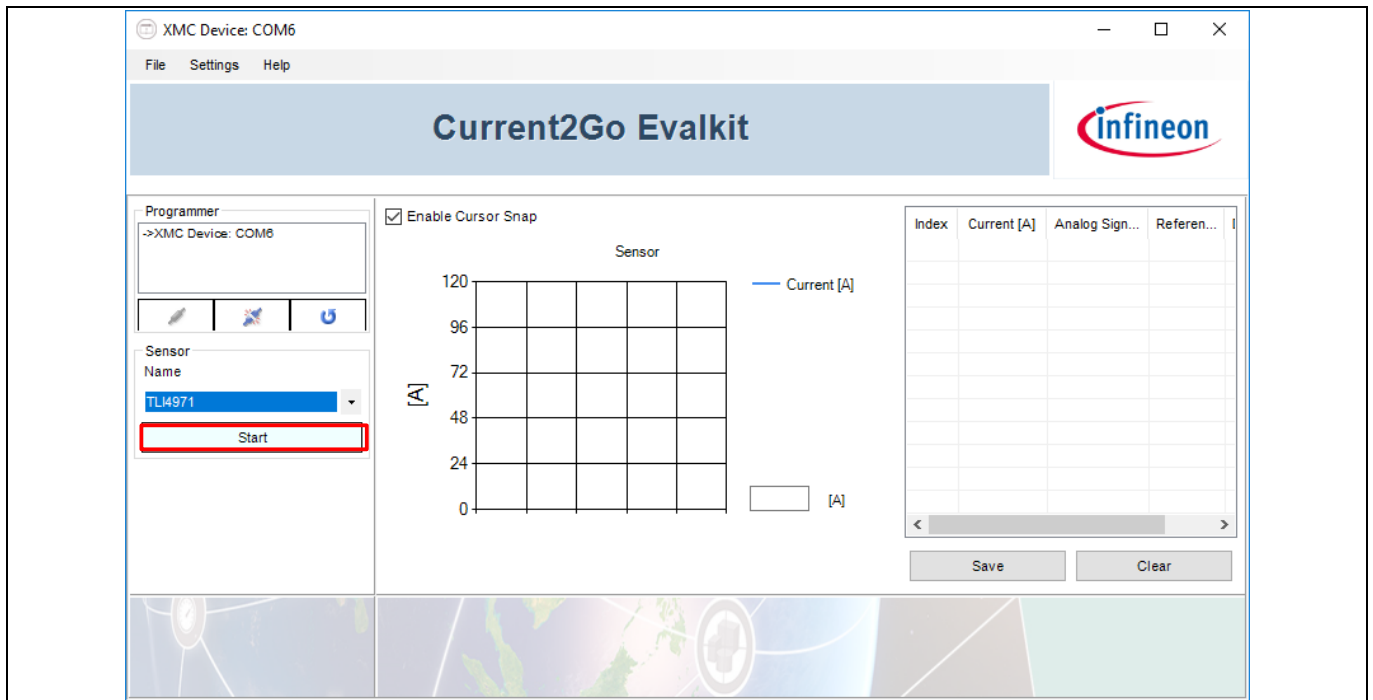 XMC Device: COM6
File Settings Help
Current2Go Evalkit
infineon
Programmer
->XMC Device: COM6
Sensor
Name
TLI4971
Start
Enable Cursor Snap
Sensor
120
96
72
48
24
0
[A]
Current [A]
[A]
Index Current [A] Analog Sign... Referen...
Save Clear